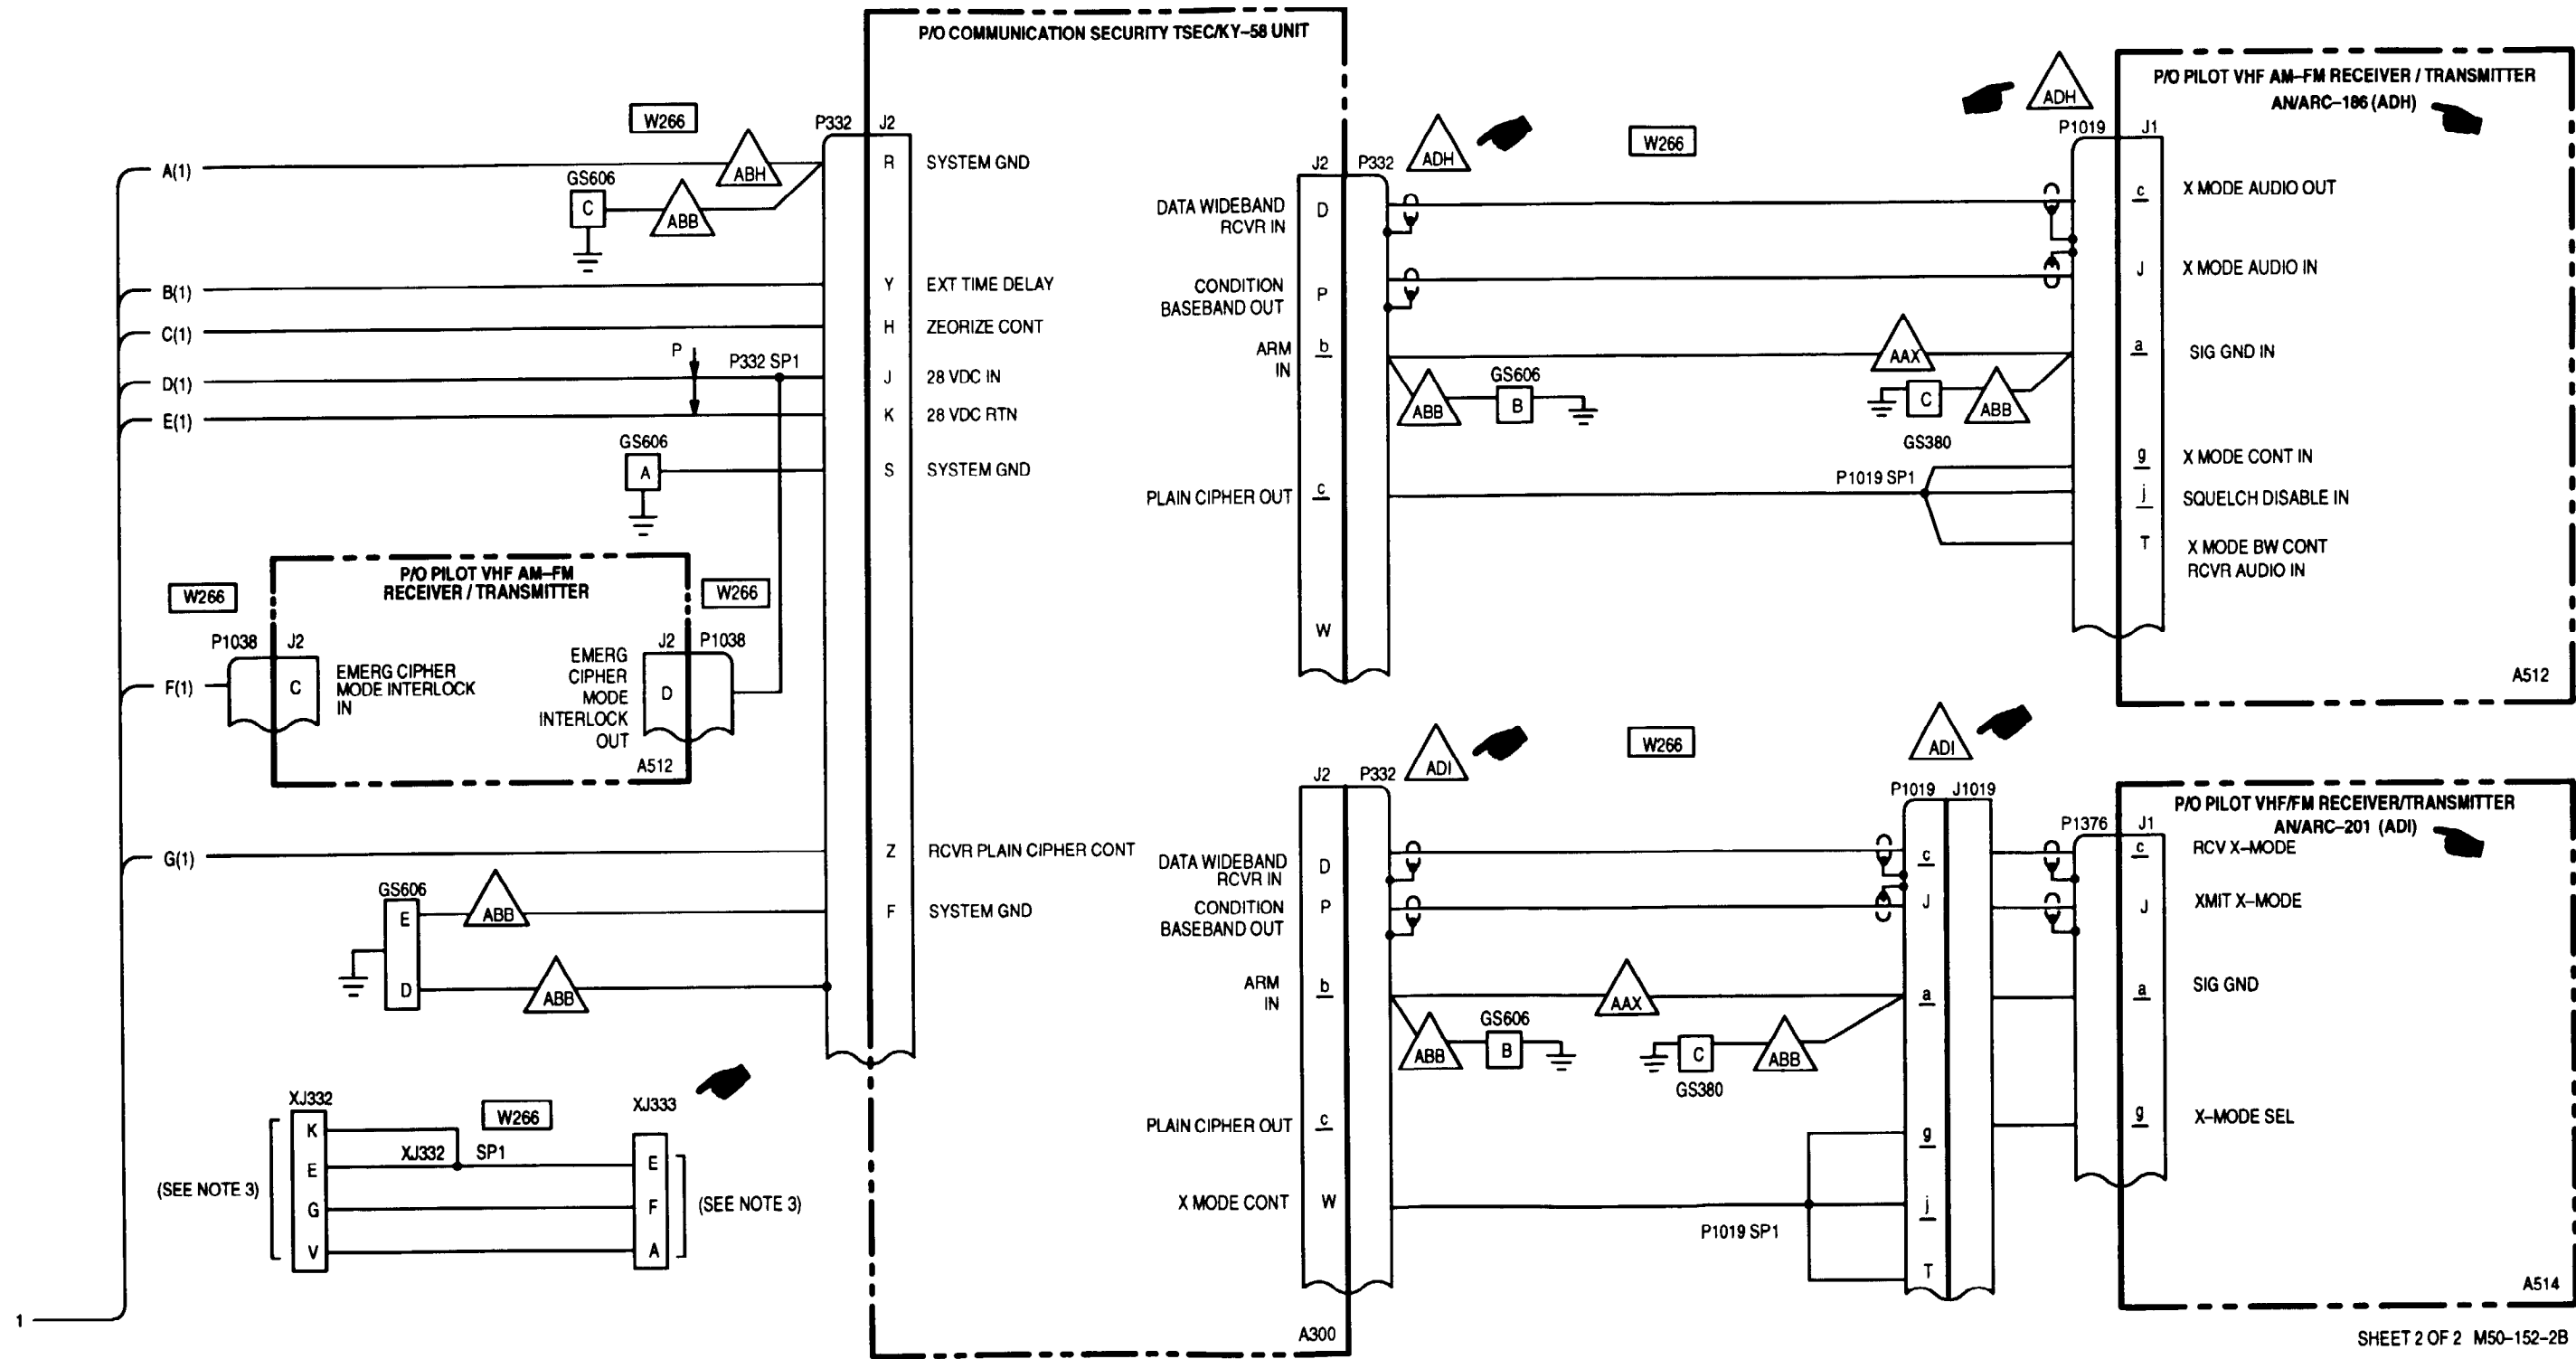 P/O COMMUNICATION SECURITY TSEC/KY-58 UNIT
W266
P332 J2
A(1)
ABH
R SYSTEM GND
GS606
C
ABB
B(1)
Y EXT TIME DELAY
C(1)
H ZEORIZE CONT
P
P332 SP1
D(1)
J 28 VDC IN
E(1)
K 28 VDC RTN
GS606
A
S SYSTEM GND
P/O PILOT VHF AM-FM
RECEIVER / TRANSMITTER
W266
W266
P1038 J2
J2 P1038
F(1)
C
EMERG CIPHER
MODE INTERLOCK
IN
EMERG
CIPHER
MODE
INTERLOCK
OUT
D
A512
G(1)
Z RCVR PLAIN CIPHER CONT
GS606
E
ABB
F SYSTEM GND
D
ABB
XJ332
W266
XJ333
K
XJ332 SP1
E
E
(SEE NOTE 3)
G
F
(SEE NOTE 3)
V
A
1
A300
J2 P332
ADH
W266
ADH
P/O PILOT VHF AM-FM RECEIVER / TRANSMITTER
AN/ARC-186 (ADH)
P1019 J1
DATA WIDEBAND
RCVR IN
D
c X MODE AUDIO OUT
CONDITION
BASEBAND OUT
P
J X MODE AUDIO IN
ARM
IN
b
AAX
a SIG GND IN
ABB
GS606
B
C
GS380
ABB
PLAIN CIPHER OUT
c
P1019 SP1
g X MODE CONT IN
j SQUELCH DISABLE IN
T X MODE BW CONT
RCVR AUDIO IN
W
A512
J2 P332
ADI
W266
ADI
P1019 J1019
P/O PILOT VHF/FM RECEIVER/TRANSMITTER
AN/ARC-201 (ADI)
P1376 J1
DATA WIDEBAND
RCVR IN
D
c
c RCV X-MODE
CONDITION
BASEBAND OUT
P
J
J XMIT X-MODE
ARM
IN
b
AAX
a
a SIG GND
ABB
GS606
B
C
GS380
ABB
PLAIN CIPHER OUT
c
g
g X-MODE SEL
X MODE CONT
W
P1019 SP1
j
T
A514
SHEET 2 OF 2 M50-152-2B